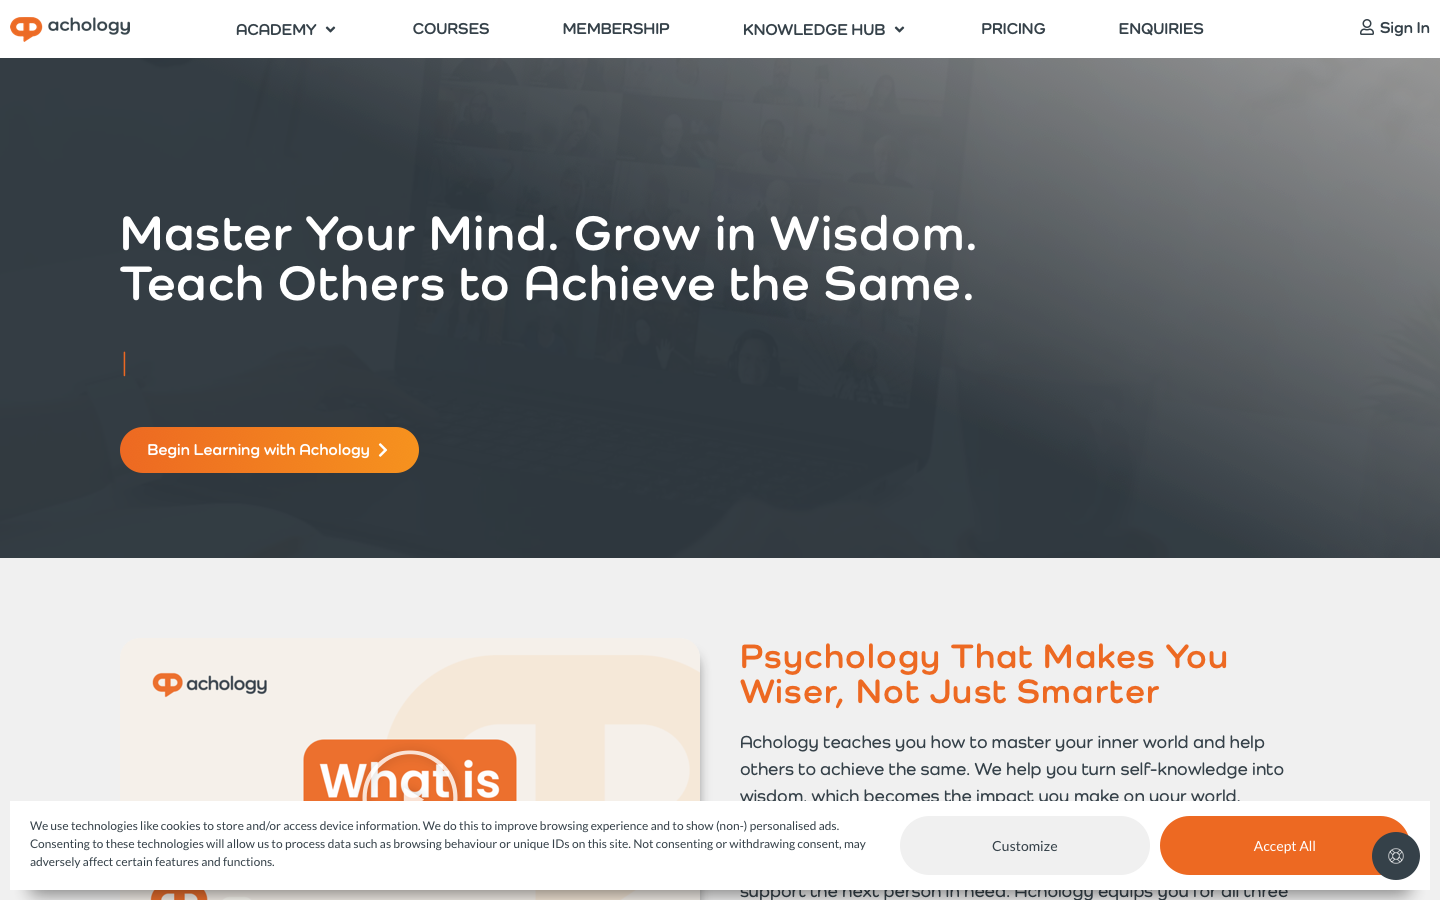 achology
ACADEMY
COURSES
MEMBERSHIP
KNOWLEDGE HUB
PRICING
ENQUIRIES
Sign In
Master Your Mind. Grow in Wisdom.
Teach Others to Achieve the Same.
Begin Learning with Achology
achology
What is
Psychology That Makes You
Wiser, Not Just Smarter
Achology teaches you how to master your inner world and help
others to achieve the same. We help you turn self-knowledge into
wisdom, which becomes the impact you make on your world.
We use technologies like cookies to store and/or access device information. We do this to improve browsing experience and to show (non-) personalised ads.
Consenting to these technologies will allow us to process data such as browsing behaviour or unique IDs on this site. Not consenting or withdrawing consent, may
adversely affect certain features and functions.
Customize
Accept All
support the next person in need. Achology equips you for all three